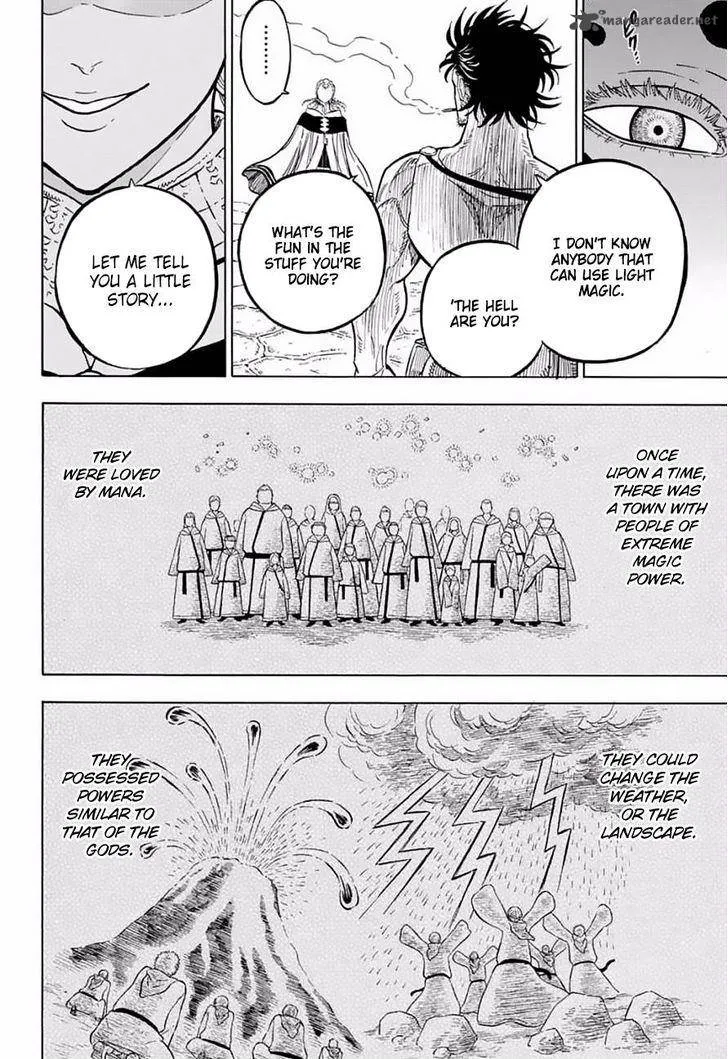 mangareader.net
I DON'T KNOW
ANYBODY
THAT CAN
USE LIGHT
MAGIC.
'THE HELL
ARE YOU?
.......
WHAT'S THE
FUN IN THE
STUFF YOU'RE
DOING?
LET ME TELL
YOU A LITTLE
STORY...
ONCE
UPON A TIME,
THERE WAS
A TOWN WITH
PEOPLE OF
EXTREME
MAGIC
POWER.
THEY
WERE LOVED
BY MANA.
THEY COULD
CHANGE THE
WEATHER,
OR THE
LANDSCAPE.
THEY
POSSESSED
POWERS
SIMILAR TO
THAT OF THE
GODS.